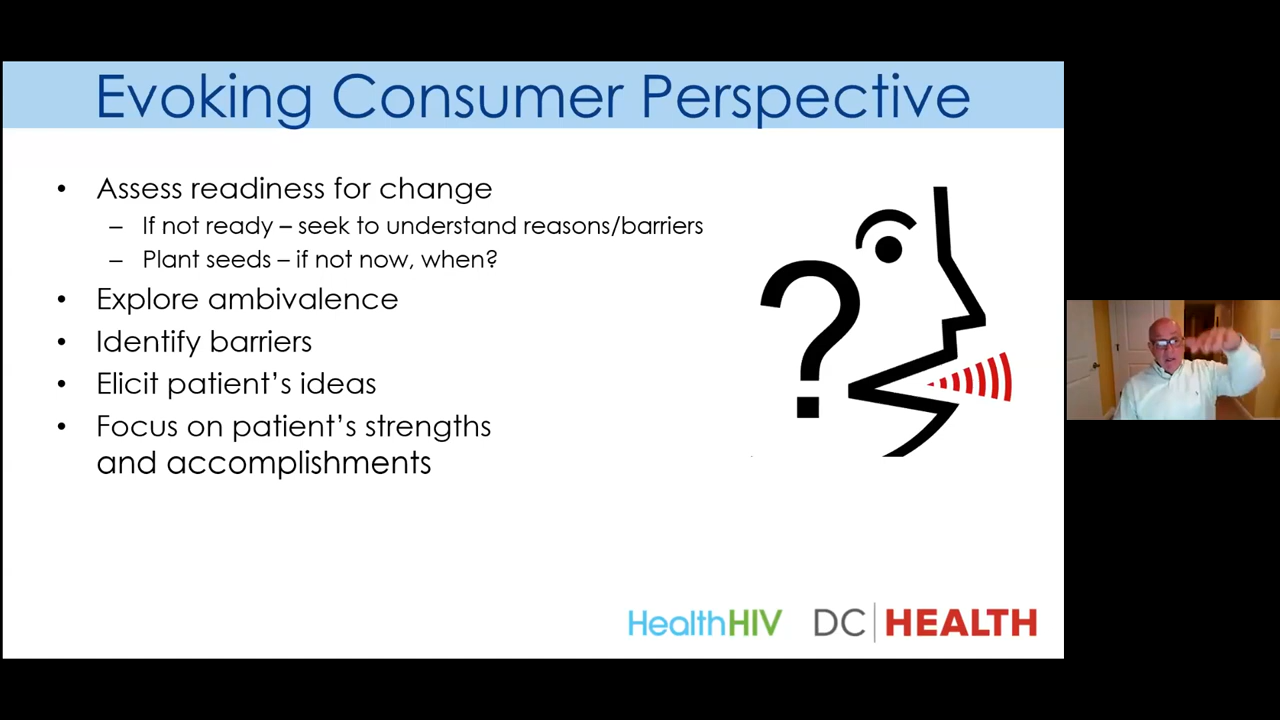 Evoking Consumer Perspective
• Assess readiness for change
– If not ready – seek to understand reasons/barriers
– Plant seeds – if not now, when?
• Explore ambivalence
• Identify barriers
• Elicit patient's ideas
• Focus on patient's strengths
and accomplishments
?
HealthHIV DC | HEALTH